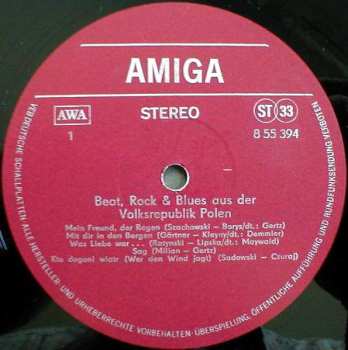 AMIGA
AWA
STEREO
ST 33
1
8 55 394
Beat, Rock & Blues aus der
Volksrepublik Polen
Mein Freund, der Regen (Szachowski - Borys/dt.: Gertz)
Mit dir in den Bergen (Gärtner - Kleyny/dt.: Demmler)
Was Liebe war... (Razynski - Lipska/dt.: Maywald)
Sag (Milian - Gertz)
Kto dogoni wiatr (Wer den Wind jagt) (Sadowski - Czuraj)
VEB DEUTSCHE SCHALLPLATTEN ALLE HERSTELLER- UND URHEBERRECHTE VORBEHALTEN · ÜBERSPIELUNG, ÖFFENTLICHE AUFFÜHRUNG UND RUNDFUNKSENDUNG VERBOTEN